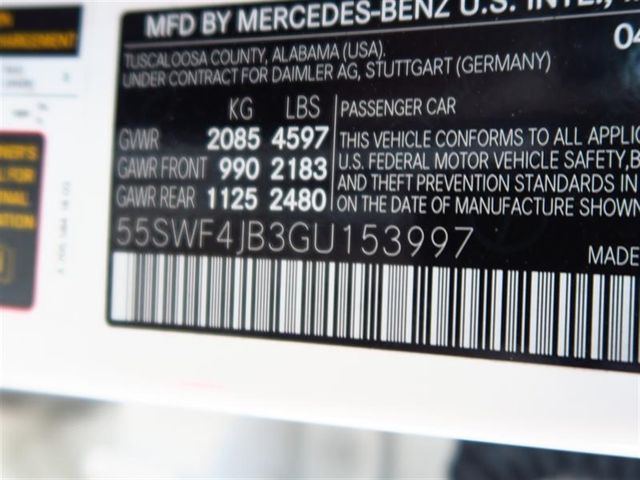 MFD BY MERCEDES-BENZ U.S. INTL.,
TUSCALOOSA COUNTY, ALABAMA (USA). 04
UNDER CONTRACT FOR DAIMLER AG, STUTTGART (GERMANY)
KG LBS PASSENGER CAR
GVWR 2085 4597 THIS VEHICLE CONFORMS TO ALL APPLI
GAWR FRONT 990 2183 U.S. FEDERAL MOTOR VEHICLE SAFETY,
GAWR REAR 1125 2480 AND THEFT PREVENTION STANDARDS IN
ON THE DATE OF MANUFACTURE SHOWN
55SWF4JB3GU153997
MADE